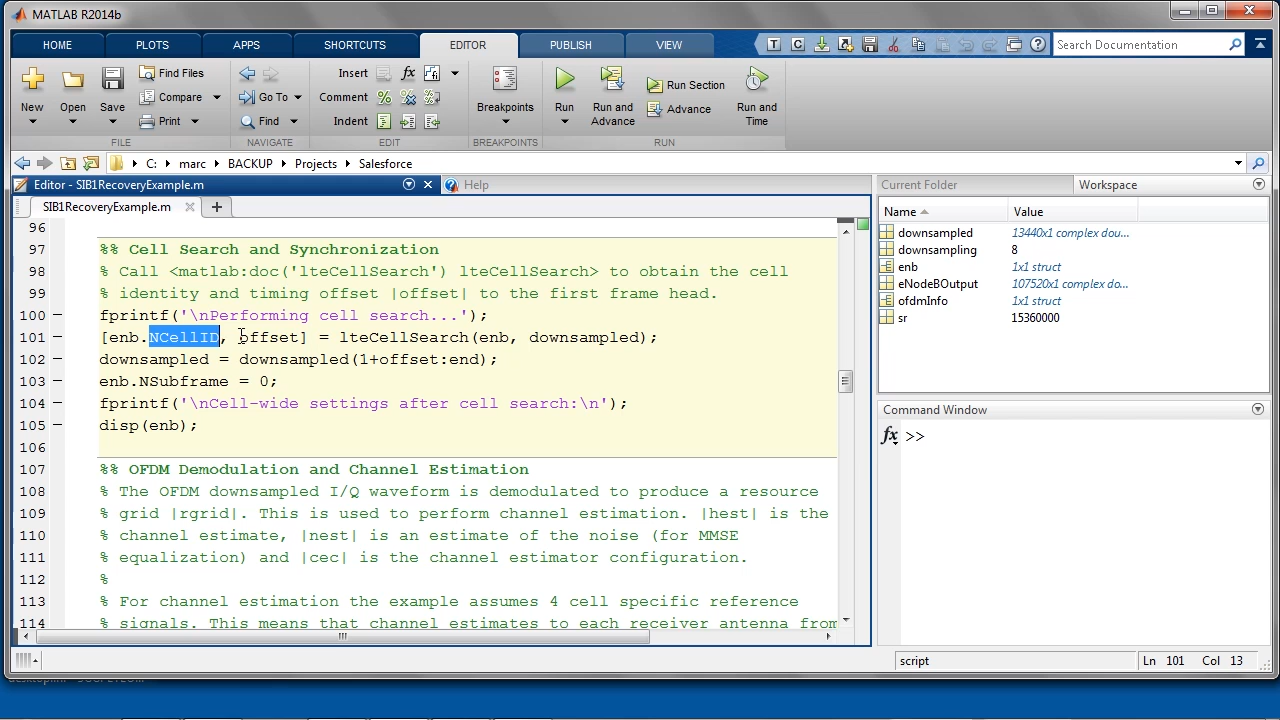 MATLAB R2014b
HOME PLOTS APPS SHORTCUTS EDITOR PUBLISH VIEW Search Documentation
New Open Save Find Files Compare Print
Go To Find
Insert Comment Indent
Breakpoints
Run Run and Advance Run Section Advance Run and Time
FILE NAVIGATE EDIT BREAKPOINTS RUN
C: marc BACKUP Projects Salesforce
Editor - SIB1RecoveryExample.m
Help
SIB1RecoveryExample.m
96
97 %% Cell Search and Synchronization
98 % Call <matlab:doc('lteCellSearch') lteCellSearch> to obtain the cell
99 % identity and timing offset |offset| to the first frame head.
100 fprintf('\nPerforming cell search...');
101 [enb.NCellID, offset] = lteCellSearch(enb, downsampled);
102 downsampled = downsampled(1+offset:end);
103 enb.NSubframe = 0;
104 fprintf('\nCell-wide settings after cell search:\n');
105 disp(enb);
106
107 %% OFDM Demodulation and Channel Estimation
108 % The OFDM downsampled I/Q waveform is demodulated to produce a resource
109 % grid |rgrid|. This is used to perform channel estimation. |hest| is the
110 % channel estimate, |nest| is an estimate of the noise (for MMSE
111 % equalization) and |cec| is the channel estimator configuration.
112 %
113 % For channel estimation the example assumes 4 cell specific reference
114 % signals. This means that channel estimates to each receiver antenna from
Current Folder Workspace
Name Value
downsampled 13440x1 complex dou...
downsampling 8
enb 1x1 struct
eNodeBOutput 107520x1 complex do...
ofdmInfo 1x1 struct
sr 15360000
Command Window
fx >>
script Ln 101 Col 13